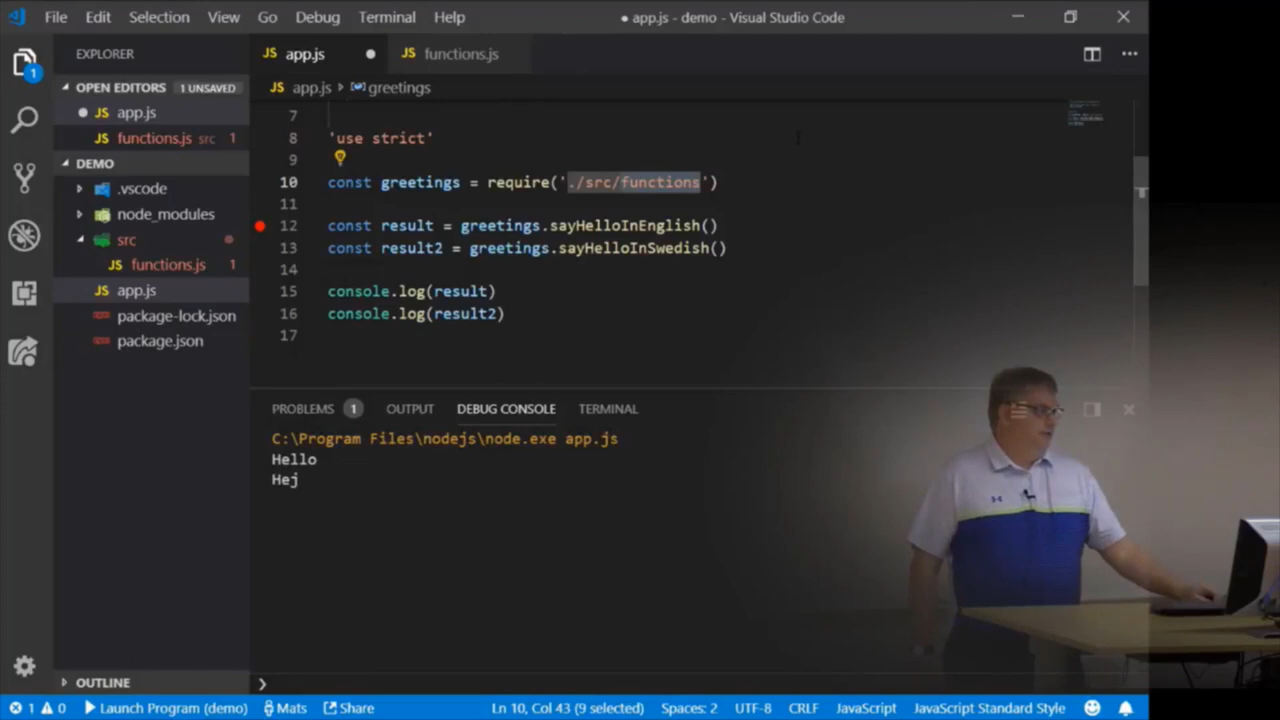 File Edit Selection View Go Debug Terminal Help ● app.js - demo - Visual Studio Code
EXPLORER
JS app.js ● JS functions.js
OPEN EDITORS 1 UNSAVED
JS app.js > greetings
● JS app.js
JS functions.js src 1
DEMO
.vscode
node_modules
src
JS functions.js 1
JS app.js
package-lock.json
package.json
OUTLINE
1
7
8 'use strict'
9
10 const greetings = require('./src/functions')
11
12 const result = greetings.sayHelloInEnglish()
13 const result2 = greetings.sayHelloInSwedish()
14
15 console.log(result)
16 console.log(result2)
17
PROBLEMS 1 OUTPUT DEBUG CONSOLE TERMINAL
C:\Program Files\nodejs\node.exe app.js
Hello
Hej
1 0 Launch Program (demo) Mats Share Ln 10, Col 43 (9 selected) Spaces: 2 UTF-8 CRLF JavaScript JavaScript Standard Style